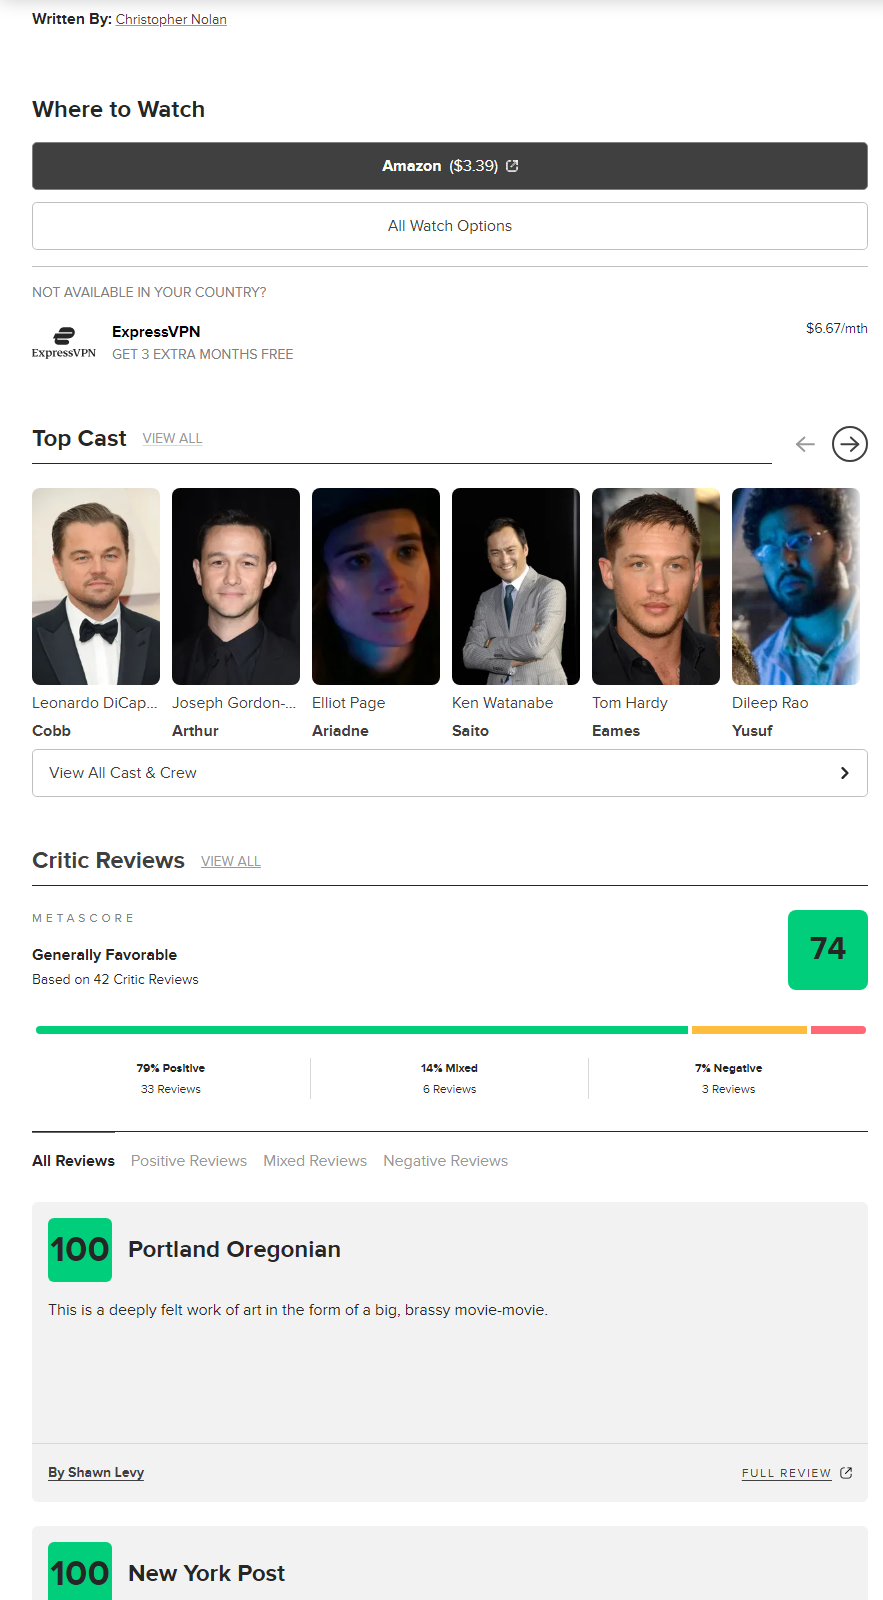 Written By: Christopher Nolan
Where to Watch
Amazon ($3.39)
All Watch Options
NOT AVAILABLE IN YOUR COUNTRY?
ExpressVPN
ExpressVPN
$6.67/mth
GET 3 EXTRA MONTHS FREE
Top Cast VIEW ALL
Leonardo DiCap...
Cobb
Joseph Gordon-...
Arthur
Elliot Page
Ariadne
Ken Watanabe
Saito
Tom Hardy
Eames
Dileep Rao
Yusuf
View All Cast & Crew
Critic Reviews VIEW ALL
METASCORE
Generally Favorable
Based on 42 Critic Reviews
74
79% Positive
33 Reviews
14% Mixed
6 Reviews
7% Negative
3 Reviews
All Reviews Positive Reviews Mixed Reviews Negative Reviews
100 Portland Oregonian
This is a deeply felt work of art in the form of a big, brassy movie-movie.
By Shawn Levy FULL REVIEW
100 New York Post